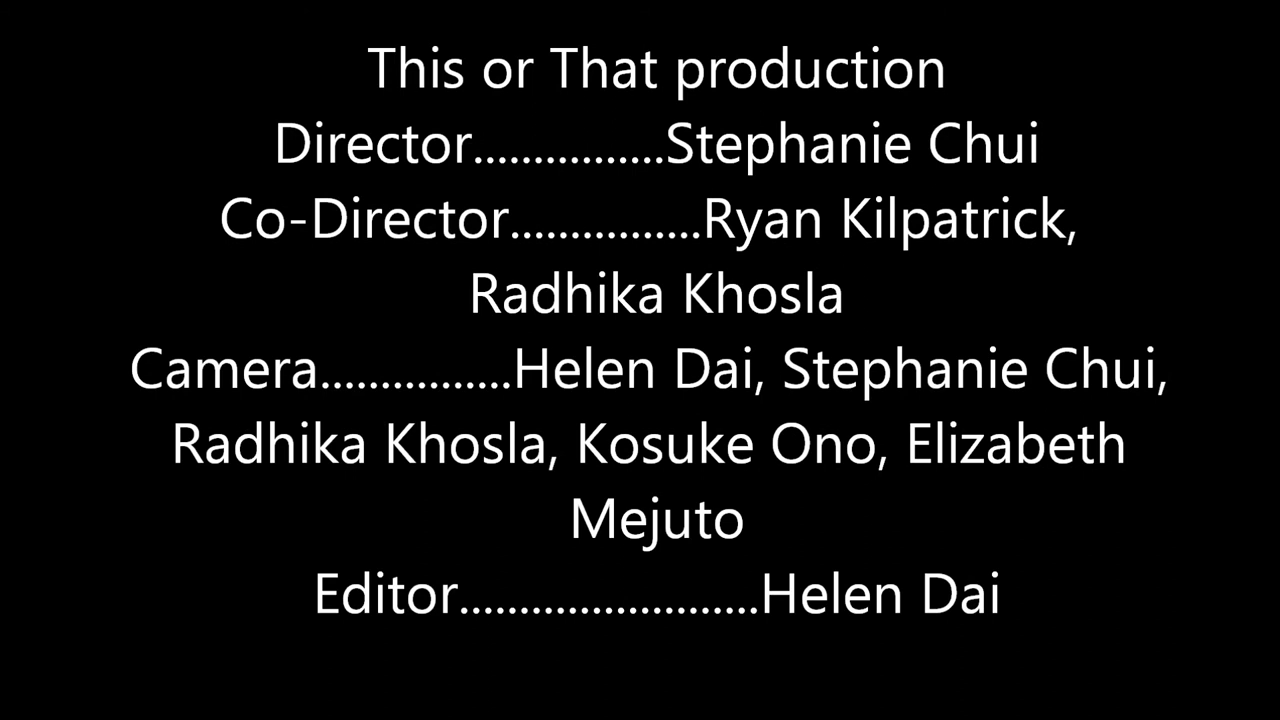 This or That production
Director................Stephanie Chui
Co-Director................Ryan Kilpatrick,
Radhika Khosla
Camera................Helen Dai, Stephanie Chui,
Radhika Khosla, Kosuke Ono, Elizabeth
Mejuto
Editor.........................Helen Dai